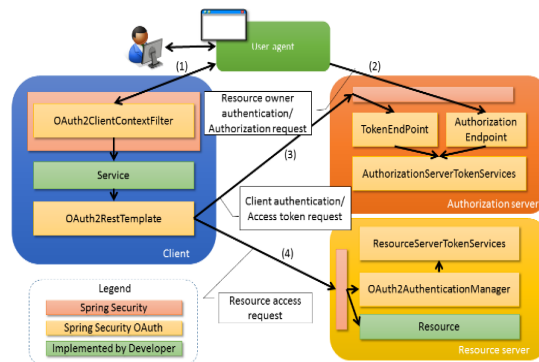 User agent
(1)
(2)
OAuth2ClientContextFilter
Service
OAuth2RestTemplate
Client
Resource owner
authentication/
Authorization request
(3)
Client authentication/
Access token request
(4)
Resource access
request
TokenEndPoint
Authorization
Endpoint
AuthorizationServerTokenServices
Authorization server
ResourceServerTokenServices
OAuth2AuthenticationManager
Resource
Resource server
Legend
Spring Security
Spring Security OAuth
Implemented by Developer